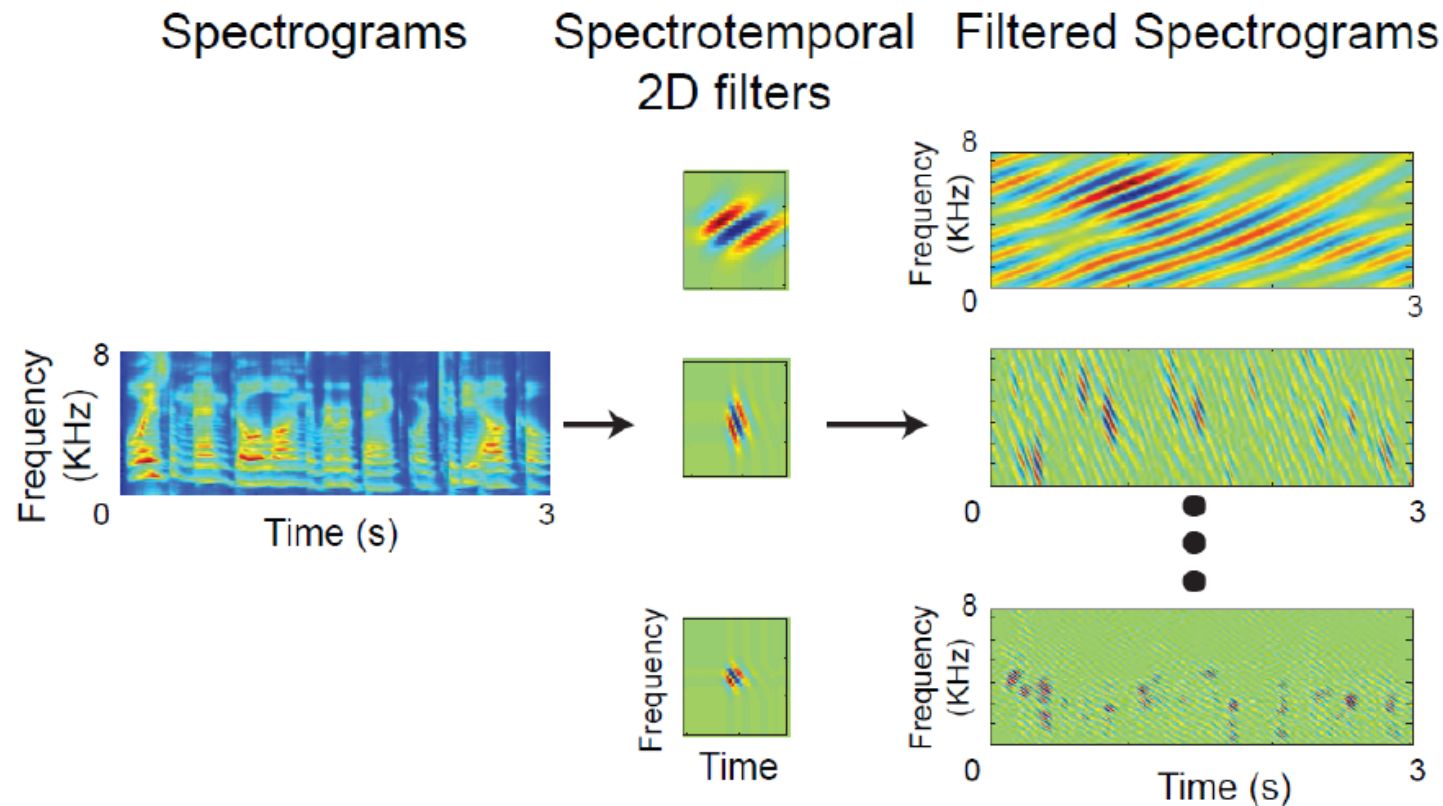 Spectrograms
Spectrotemporal
2D filters
Filtered Spectrograms
Frequency
(KHz)
8
0
3
Time (s)
Frequency
Time
Frequency
(KHz)
8
0
3
0
3
Frequency
(KHz)
8
0
3
Time (s)